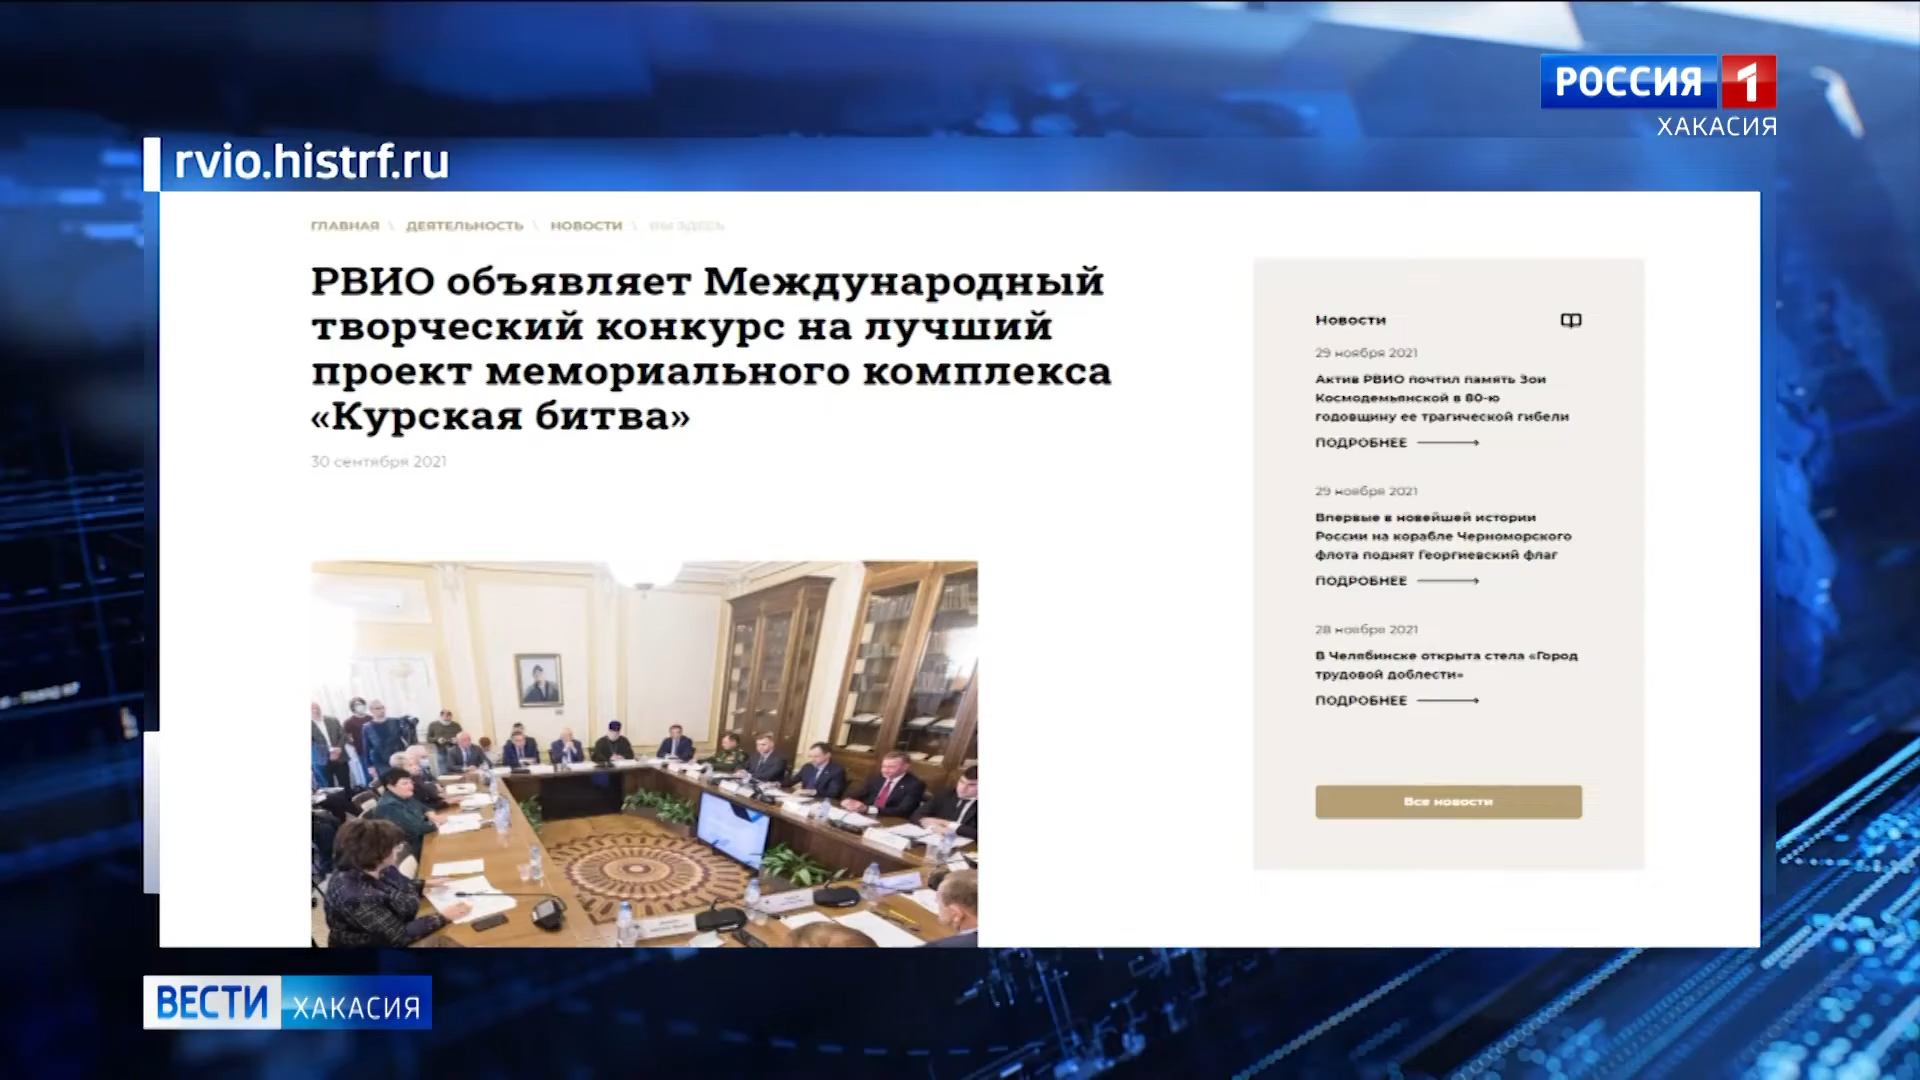 РОССИЯ 1
ХАКАСИЯ
rvio.histrf.ru
ГЛАВНАЯ \ ДЕЯТЕЛЬНОСТЬ \ НОВОСТИ \ ВЫ ЗДЕСЬ
РВИО объявляет Международный
творческий конкурс на лучший
проект мемориального комплекса
«Курская битва»
30 сентября 2021
Новости
29 ноября 2021
Актив РВИО почтил память Зои
Космодемьянской в 80-ю
годовщину ее трагической гибели
ПОДРОБНЕЕ
29 ноября 2021
Впервые в новейшей истории
России на корабле Черноморского
флота поднят Георгиевский флаг
ПОДРОБНЕЕ
28 ноября 2021
В Челябинске открыта стела «Город
трудовой доблести»
ПОДРОБНЕЕ
Все новости
ВЕСТИ ХАКАСИЯ